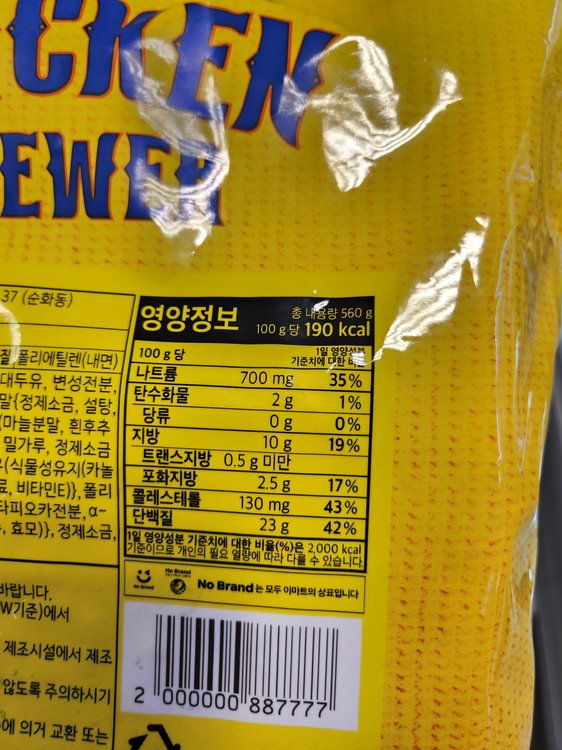 CKEN
EWER
37 (순화동)
폴리에틸렌(내면)
대두유, 변성전분,
말{정제소금, 설탕,
(마늘분말, 흰후추
밀가루, 정제소금
(식물성유지(카놀
료, 비타민E)}, 폴리
타피오카전분, α-
, 효모)}, 정제소금,
바랍니다.
W기준)에서
제조시설에서 제조
않도록 주의하시기
에 의거 교환 또는
영양정보
총 내용량 560 g
100 g 당 190 kcal
100 g 당
1일 영양성분
기준치에 대한 비율
나트륨 700 mg 35%
탄수화물 2 g 1%
당류 0 g 0%
지방 10 g 19%
트랜스지방 0.5 g 미만
포화지방 2.5 g 17%
콜레스테롤 130 mg 43%
단백질 23 g 42%
1일 영양성분 기준치에 대한 비율(%)은 2,000 kcal
기준이므로 개인의 필요 열량에 따라 다를 수 있습니다.
No Brand No Brand No Brand 는 모두 이마트의 상표입니다
2 000000 887777